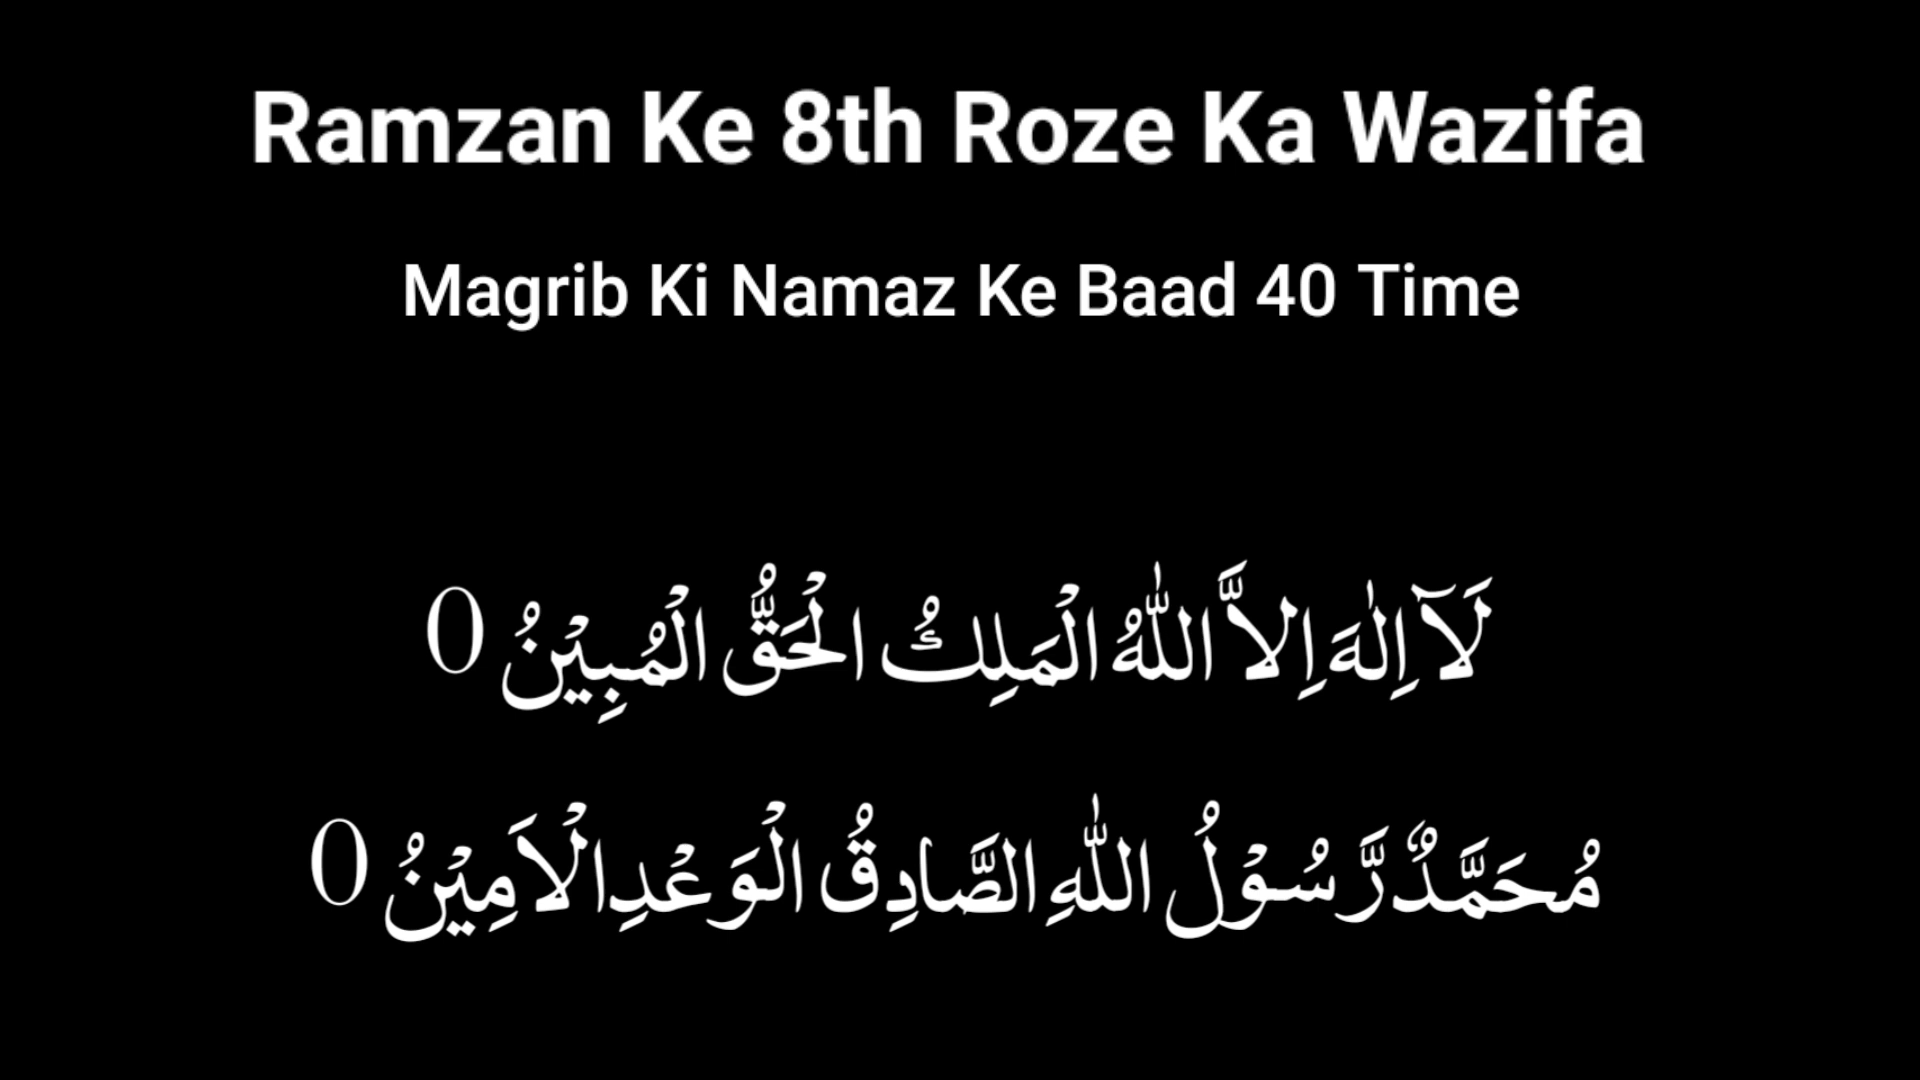 Ramzan Ke 8th Roze Ka Wazifa
Magrib Ki Namaz Ke Baad 40 Time
لَآ اِلٰهَ اِلاَّ اللّٰهُ الْمَلِكُ الْحَقُّ الْمُبِيْنُ 0
مُحَمَّدٌ رَّسُوْلُ اللّٰهِ الصَّادِقُ الْوَعْدِ الْاَمِيْنُ 0